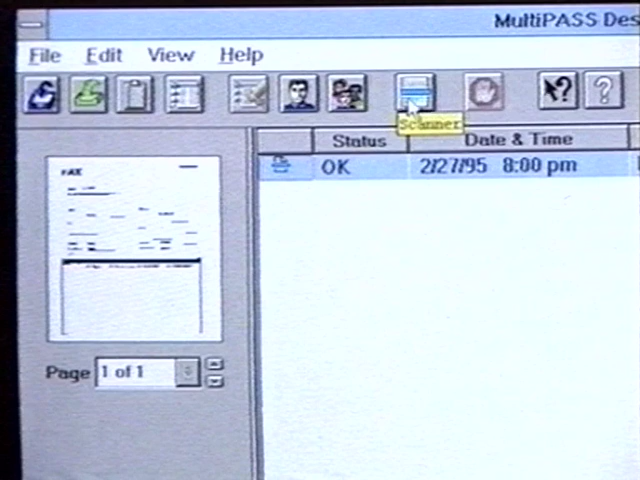 MultiPASS Des
File Edit View Help
Scanner
Status Date & Time
OK 2/27/95 8:00 pm
FAX
Page 1 of 1